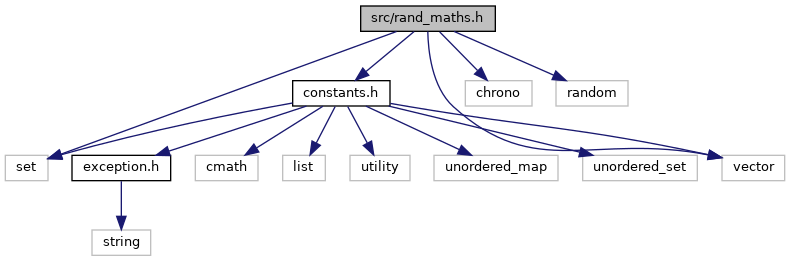 src/rand_maths.h
constants.h
chrono
random
set
exception.h
cmath
list
utility
unordered_map
unordered_set
vector
string